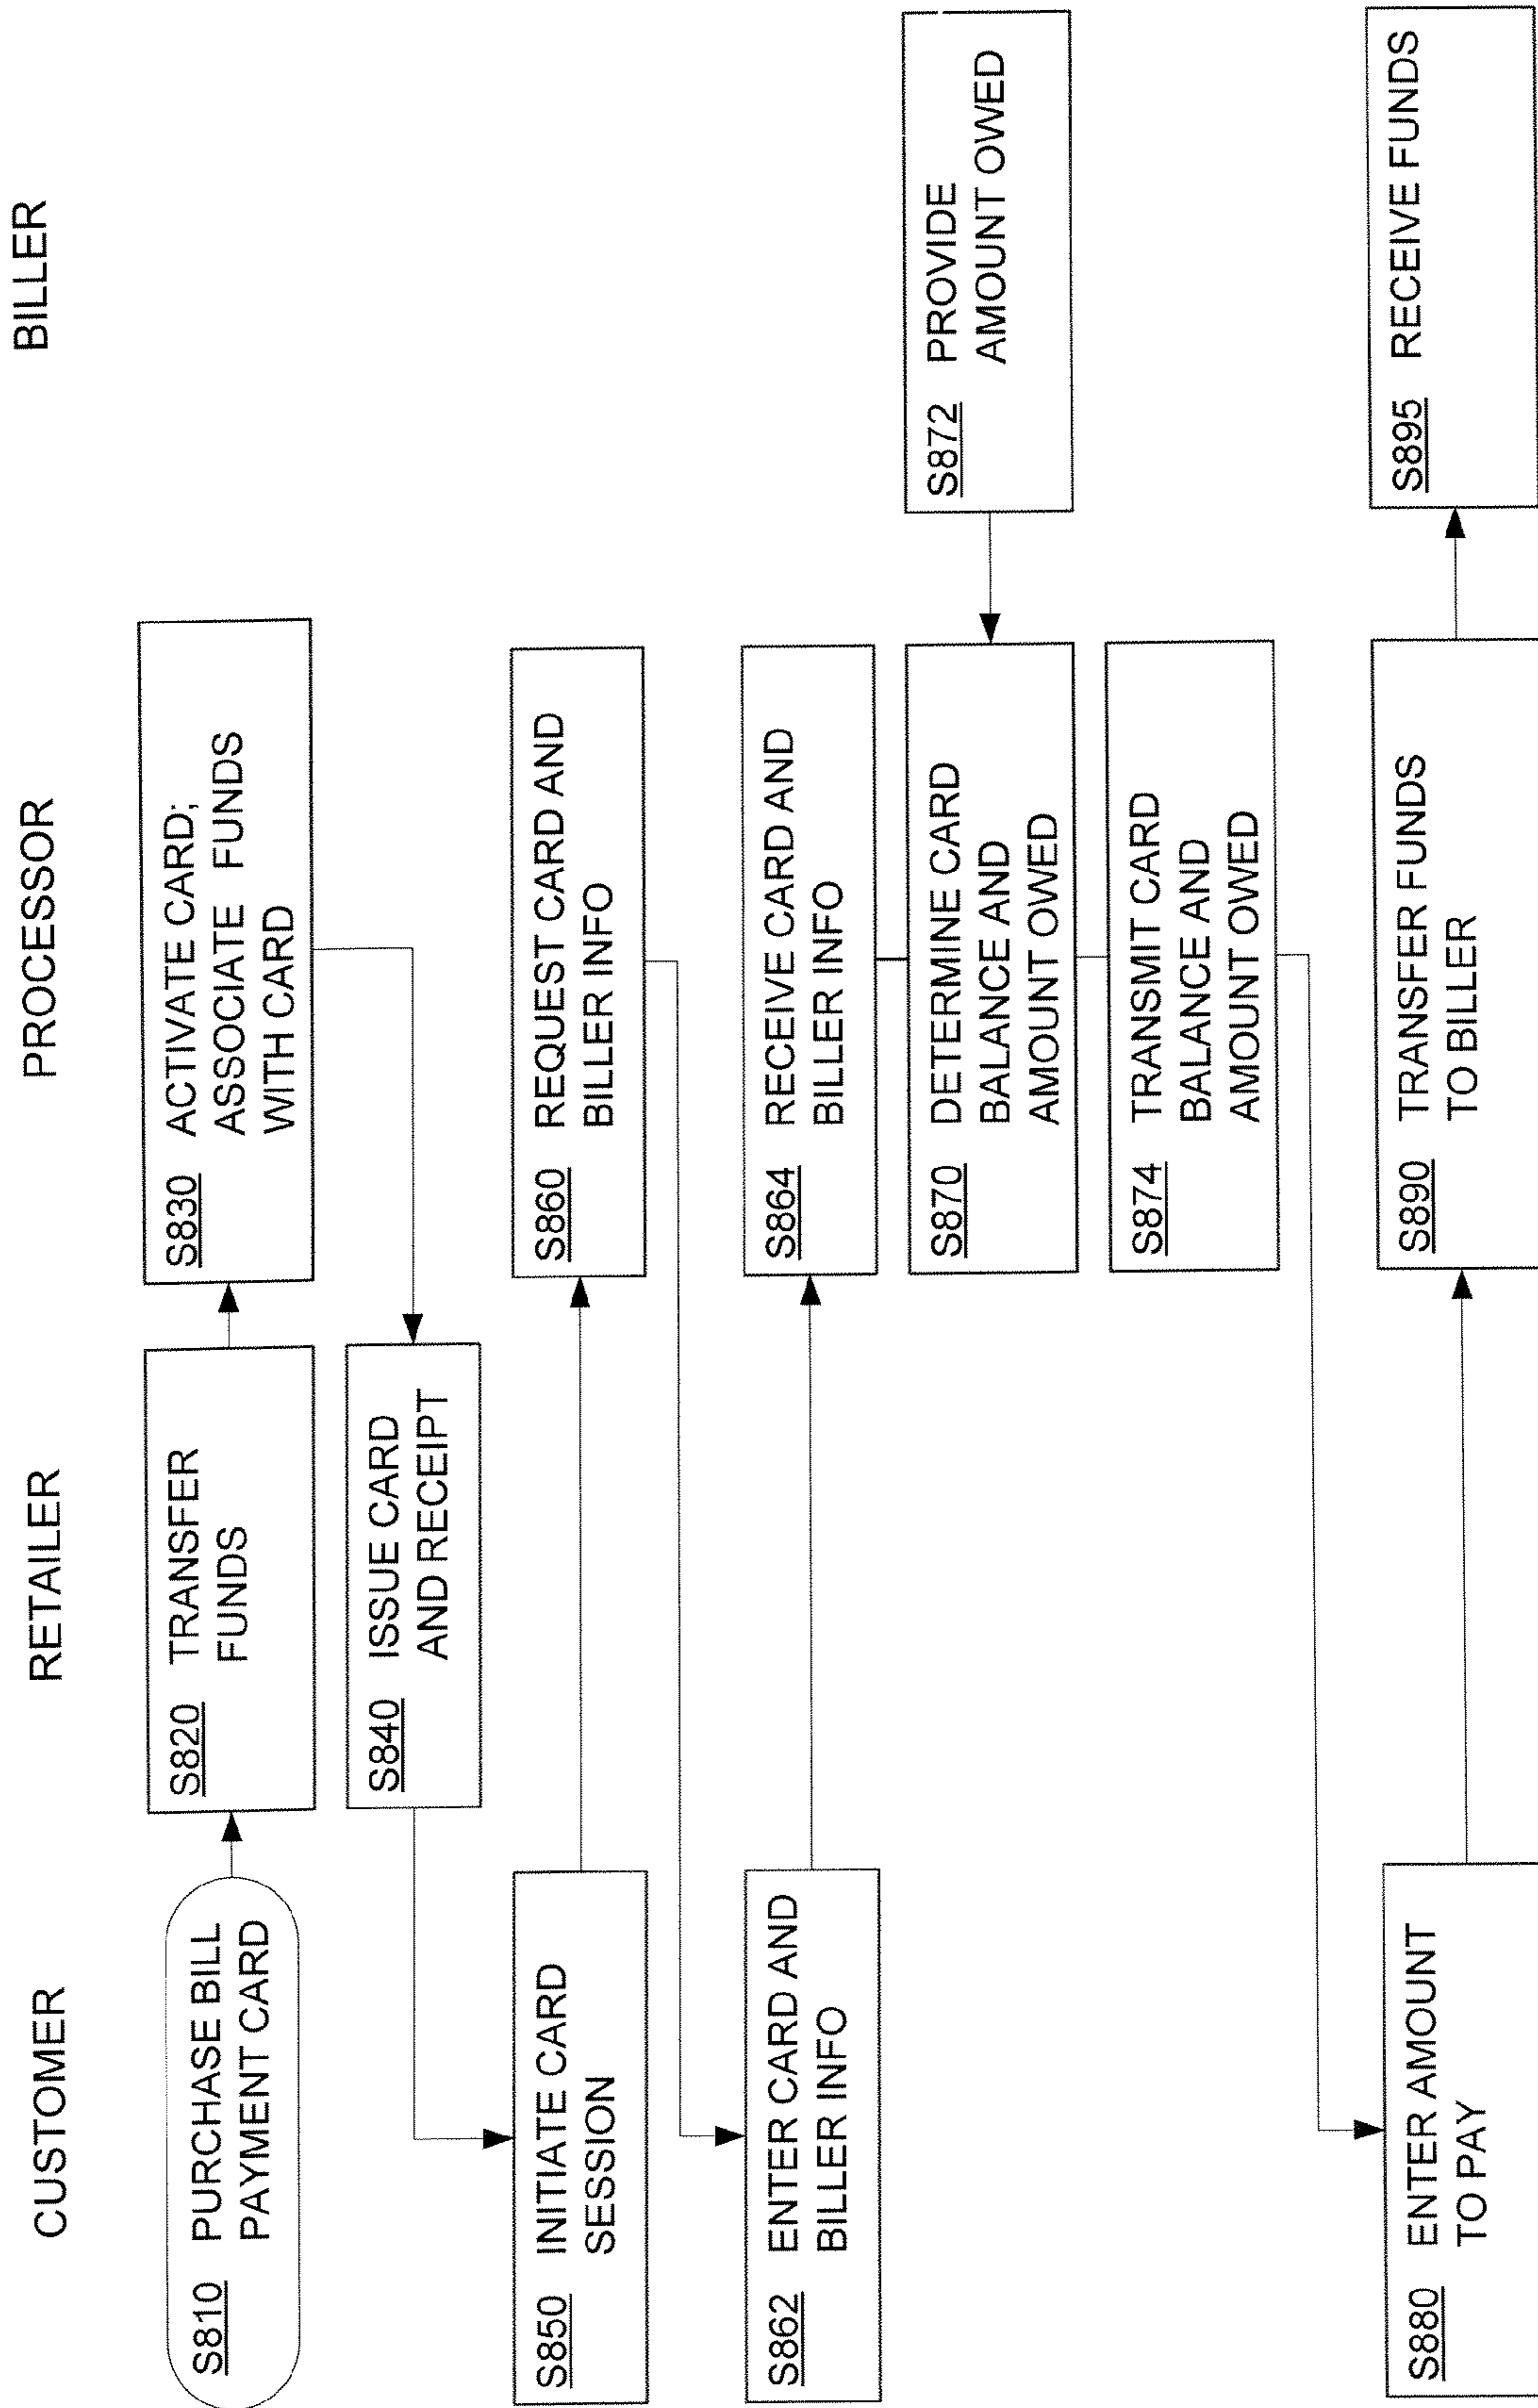 CUSTOMER
RETAILER
PROCESSOR
BILLER
S810 PURCHASE BILL
PAYMENT CARD
S820 TRANSFER
FUNDS
S830 ACTIVATE CARD;
ASSOCIATE FUNDS
WITH CARD
S840 ISSUE CARD
AND RECEIPT
S850 INITIATE CARD
SESSION
S860 REQUEST CARD AND
BILLER INFO
S862 ENTER CARD AND
BILLER INFO
S864 RECEIVE CARD AND
BILLER INFO
S870 DETERMINE CARD
BALANCE AND
AMOUNT OWED
S872 PROVIDE
AMOUNT OWED
S874 TRANSMIT CARD
BALANCE AND
AMOUNT OWED
S880 ENTER AMOUNT
TO PAY
S890 TRANSFER FUNDS
TO BILLER
S895 RECEIVE FUNDS